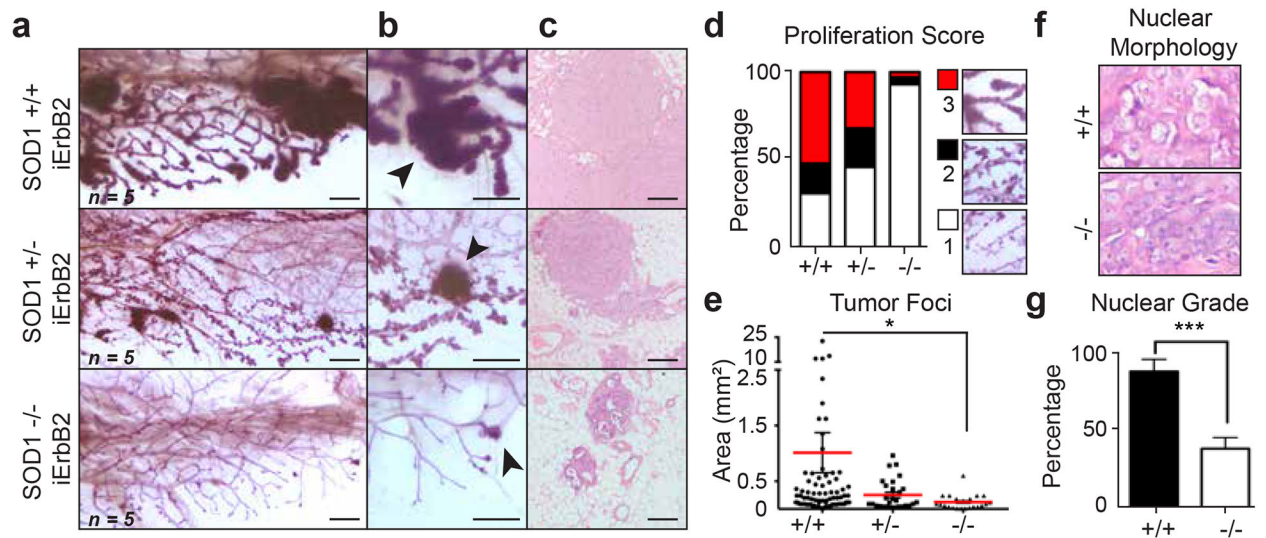 a
b
c
SOD1 +/+
iErbB2
n = 5
SOD1 +/-
iErbB2
n = 5
SOD1 -/-
iErbB2
n = 5
d
Proliferation Score
Percentage
100
50
0
+/+
+/-
-/-
3
2
1
e
Tumor Foci
Area (mm²)
25
10
2.5
1.5
0.5
0
*
+/+
+/-
-/-
f
Nuclear
Morphology
+/+
-/-
g
Nuclear Grade
Percentage
100
50
0
***
+/+
-/-